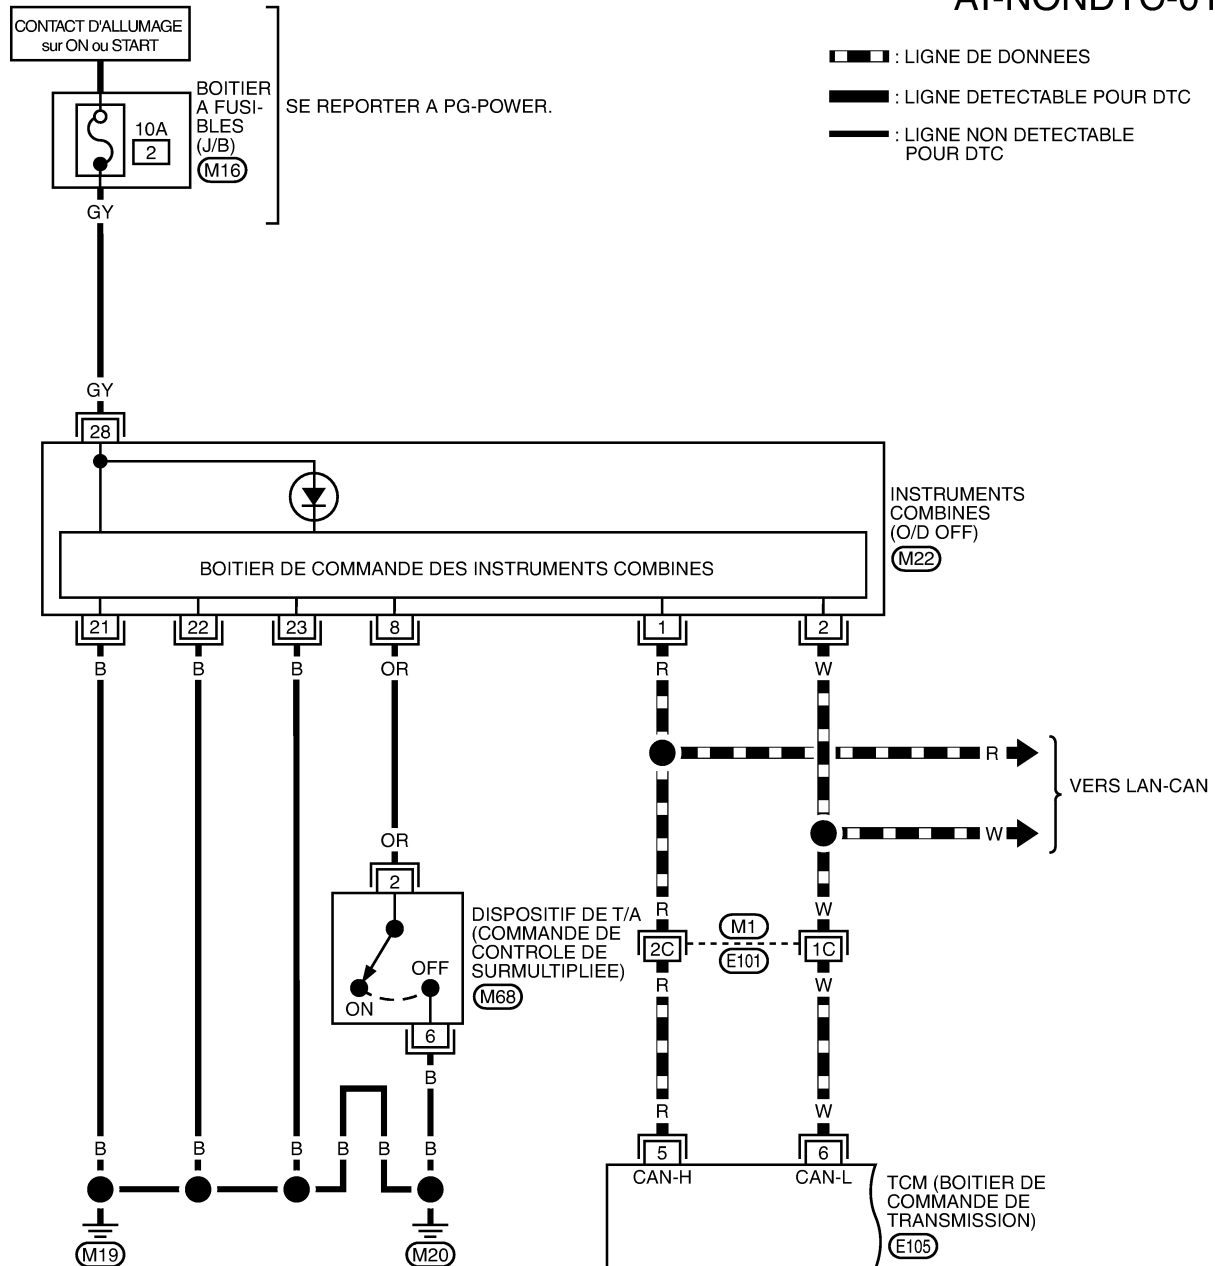 CONTACT D'ALLUMAGE
sur ON ou START
: LIGNE DE DONNEES
: LIGNE DETECTABLE POUR DTC
: LIGNE NON DETECTABLE
POUR DTC
BOITIER
A FUSI-
BLES
(J/B)
M16
10A
2
SE REPORTER A PG-POWER.
GY
GY
28
INSTRUMENTS
COMBINES
(O/D OFF)
M22
BOITIER DE COMMANDE DES INSTRUMENTS COMBINES
21
22
23
8
1
2
B
B
B
OR
R
W
R
W
VERS LAN-CAN
OR
2
DISPOSITIF DE T/A
(COMMANDE DE
CONTROLE DE
SURMULTIPLIEE)
M68
OFF
ON
6
R
W
2C
M1
E101
1C
R
W
B
R
W
B
B
B
B
B
B
5
6
CAN-H
CAN-L
TCM (BOITIER DE
COMMANDE DE
TRANSMISSION)
E105
M19
M20